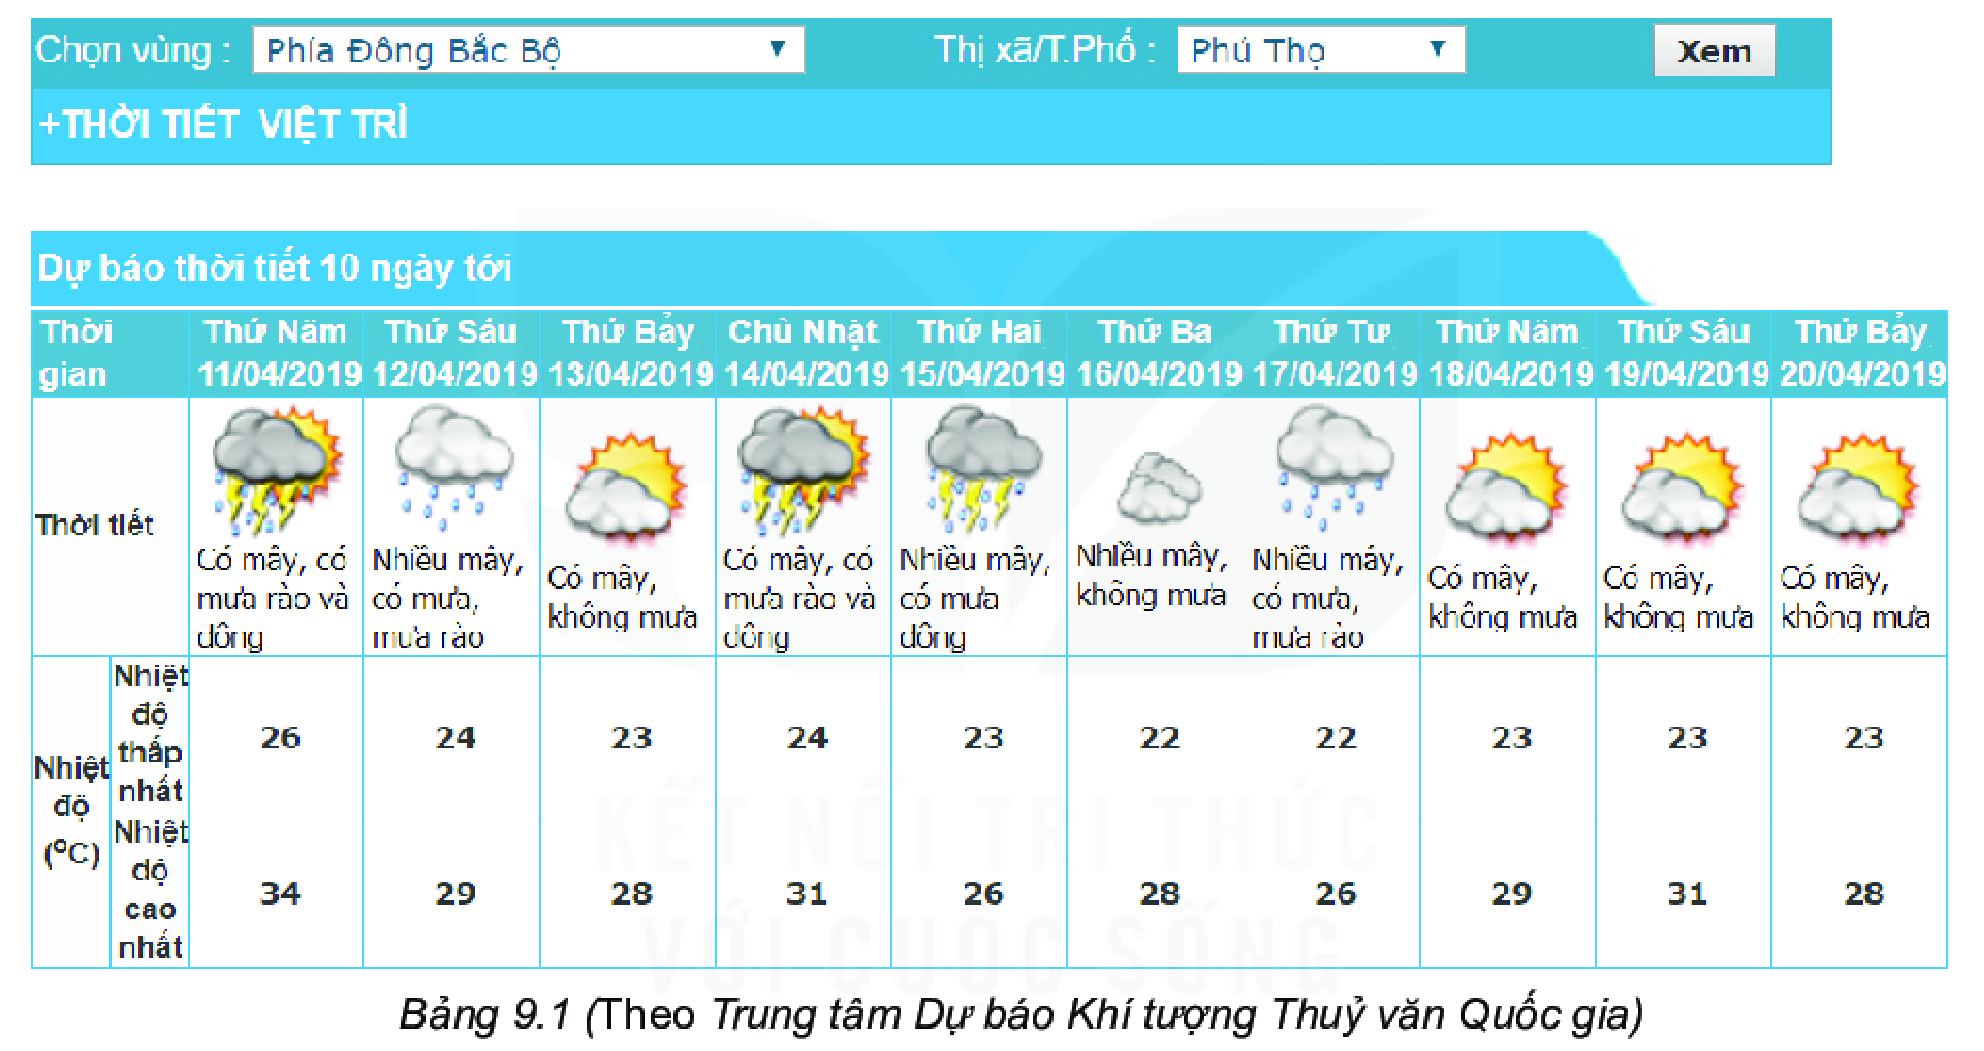 Chọn vùng : Phía Đông Bắc Bộ Thị xã/T.Phố : Phú Thọ Xem
+THỜI TIẾT VIỆT TRÌ
Dự báo thời tiết 10 ngày tới
Thời Thứ Năm Thứ Sáu Thứ Bảy Chủ Nhật Thứ Hai Thứ Ba Thứ Tư Thứ Năm Thứ Sáu Thứ Bảy
gian 11/04/2019 12/04/2019 13/04/2019 14/04/2019 15/04/2019 16/04/2019 17/04/2019 18/04/2019 19/04/2019 20/04/2019
Thời tiết
Có mây, có
mưa rào và
dông
Nhiều mây,
có mưa,
mưa rào
Có mây,
không mưa
Có mây, có
mưa rào và
dông
Nhiều mây,
có mưa
dông
Nhiều mây,
không mưa
Nhiều mây,
có mưa,
mưa rào
Có mây,
không mưa
Có mây,
không mưa
Có mây,
không mưa
Nhiệt
độ
(°C)
Nhiệt
độ
thấp
nhất
26 24 23 24 23 22 22 23 23 23
Nhiệt
độ
cao
nhất
34 29 28 31 26 28 26 29 31 28
KẾT NỐI TRI THỨC
VỚI CUỘC SỐNG
Bảng 9.1 (Theo Trung tâm Dự báo Khí tượng Thuỷ văn Quốc gia)